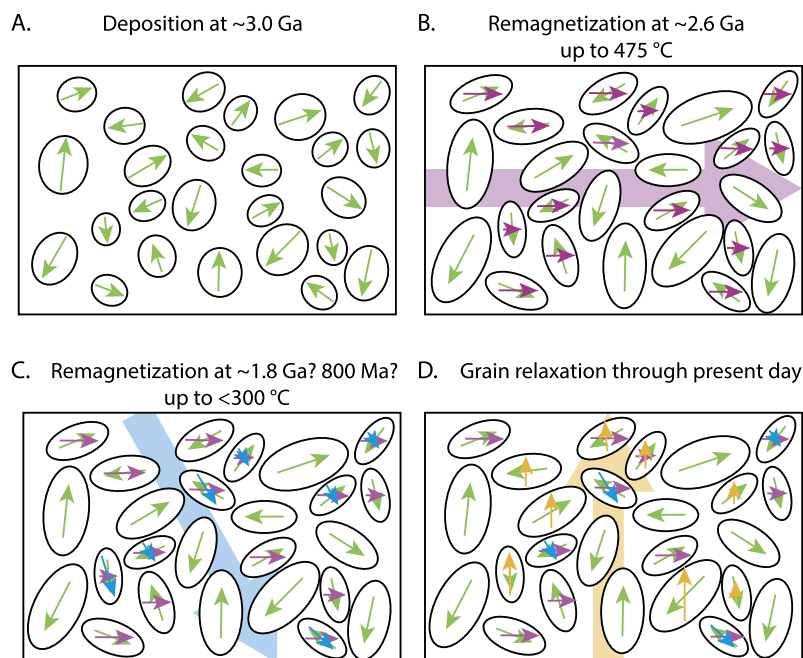 A. Deposition at ~3.0 Ga
B. Remagnetization at ~2.6 Ga
up to 475 °C
C. Remagnetization at ~1.8 Ga? 800 Ma?
up to <300 °C
D. Grain relaxation through present day